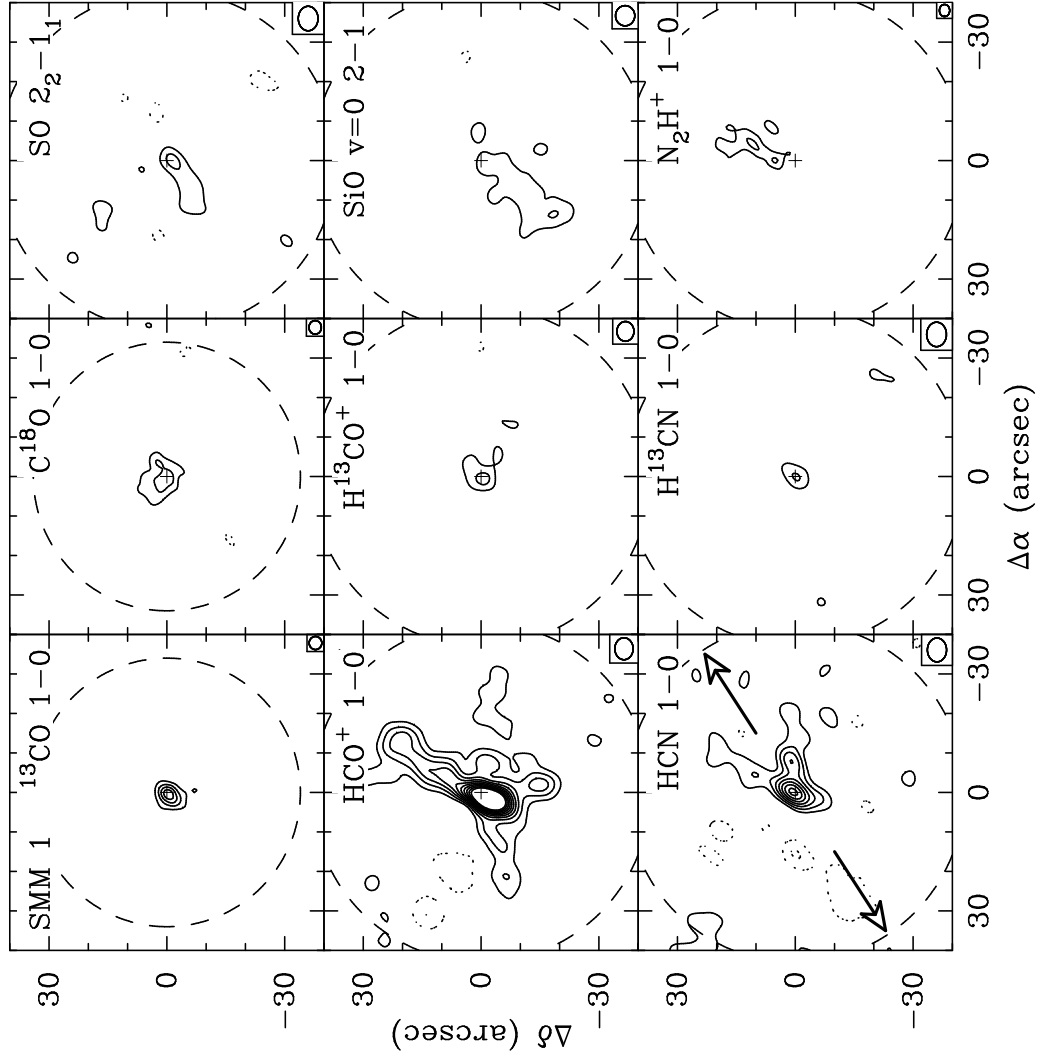 SMM 1
¹³CO 1−0
C¹⁸O 1−0
SO 2₂−1₁
30
0
−30
HCO⁺ 1−0
H¹³CO⁺ 1−0
SiO v=0 2−1
Δδ (arcsec)
30
0
−30
HCN 1−0
H¹³CN 1−0
N₂H⁺ 1−0
30
0
−30
30 0 −30 30 0 −30 30 0 −30
Δα (arcsec)